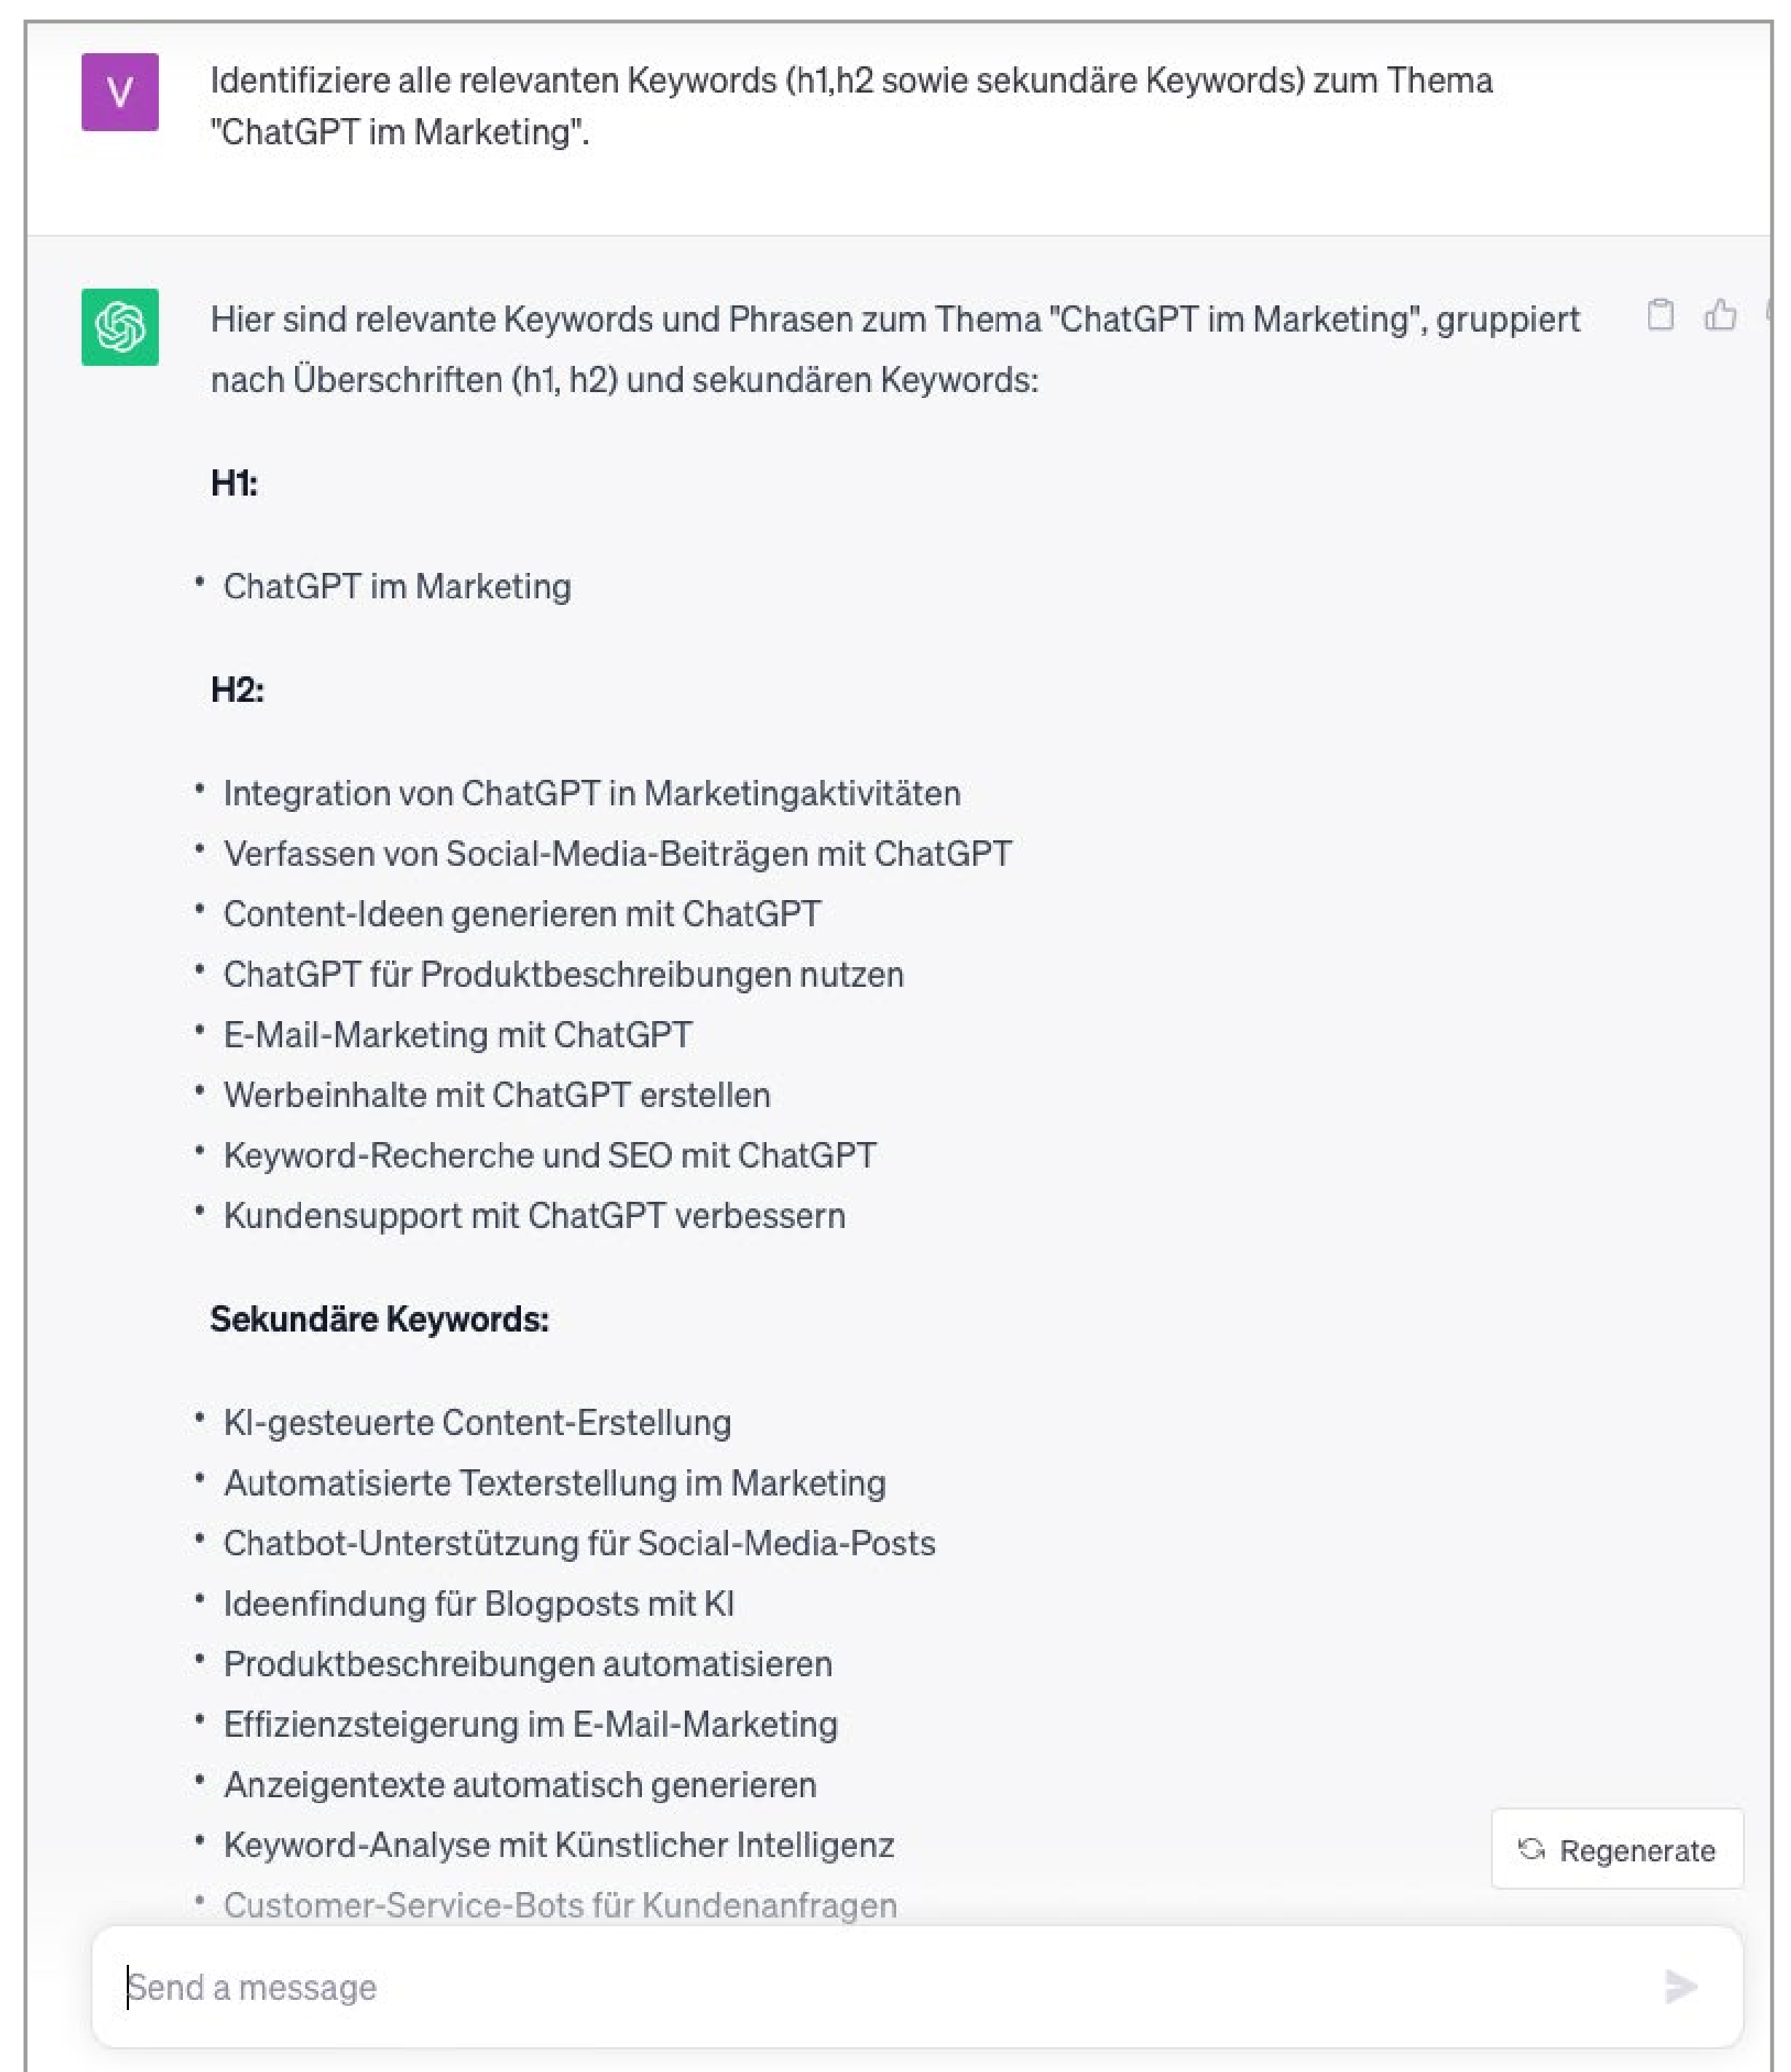 V
Identifiziere alle relevanten Keywords (h1,h2 sowie sekundäre Keywords) zum Thema
"ChatGPT im Marketing".
Hier sind relevante Keywords und Phrasen zum Thema "ChatGPT im Marketing", gruppiert
nach Überschriften (h1, h2) und sekundären Keywords:
H1:
• ChatGPT im Marketing
H2:
• Integration von ChatGPT in Marketingaktivitäten
• Verfassen von Social-Media-Beiträgen mit ChatGPT
• Content-Ideen generieren mit ChatGPT
• ChatGPT für Produktbeschreibungen nutzen
• E-Mail-Marketing mit ChatGPT
• Werbeinhalte mit ChatGPT erstellen
• Keyword-Recherche und SEO mit ChatGPT
• Kundensupport mit ChatGPT verbessern
Sekundäre Keywords:
• KI-gesteuerte Content-Erstellung
• Automatisierte Texterstellung im Marketing
• Chatbot-Unterstützung für Social-Media-Posts
• Ideenfindung für Blogposts mit KI
• Produktbeschreibungen automatisieren
• Effizienzsteigerung im E-Mail-Marketing
• Anzeigentexte automatisch generieren
• Keyword-Analyse mit Künstlicher Intelligenz
• Customer-Service-Bots für Kundenanfragen
Regenerate
Send a message